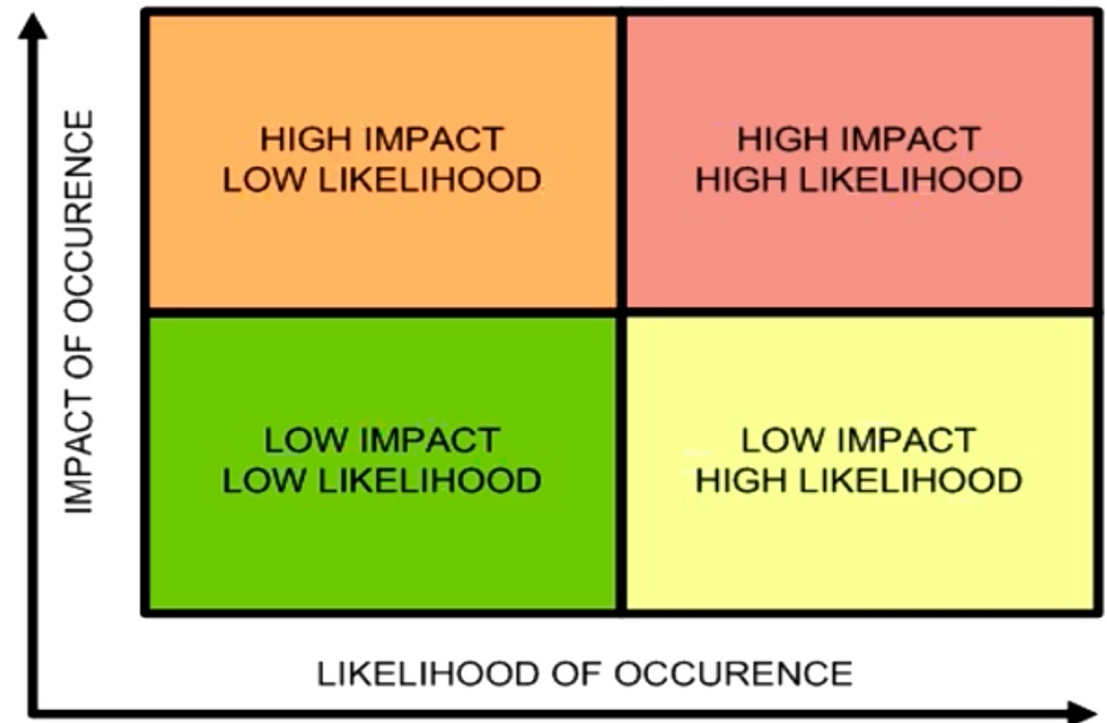 IMPACT OF OCCURENCE
HIGH IMPACT
LOW LIKELIHOOD
HIGH IMPACT
HIGH LIKELIHOOD
LOW IMPACT
LOW LIKELIHOOD
LOW IMPACT
HIGH LIKELIHOOD
LIKELIHOOD OF OCCURENCE